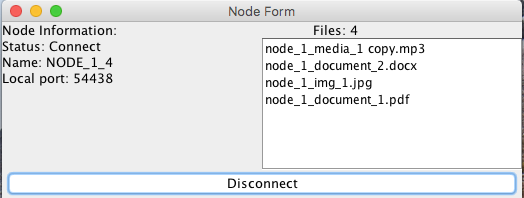 Node Form
Node Information:
Status: Connect
Name: NODE_1_4
Local port: 54438
Files: 4
node_1_media_1 copy.mp3
node_1_document_2.docx
node_1_img_1.jpg
node_1_document_1.pdf
Disconnect